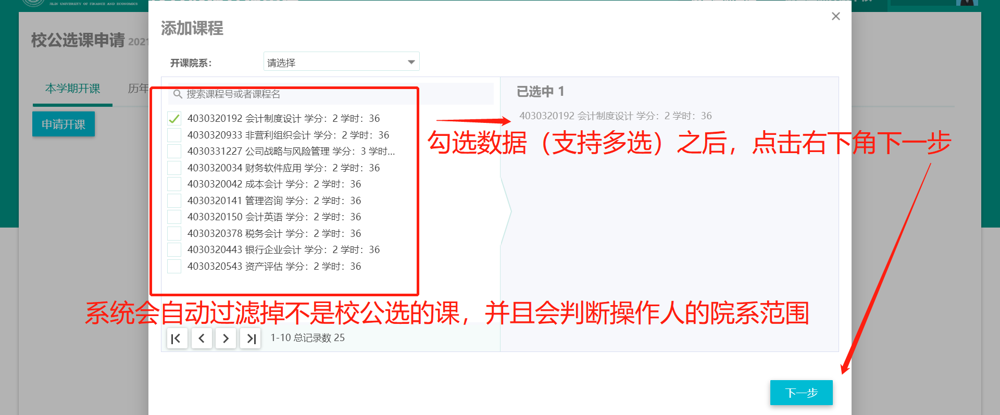 JILIN UNIVERSITY OF FINANCE AND ECONOMICS
校公选课申请 2021
本学期开课 历年
申请开课
添加课程
开课院系： 请选择
搜索课程号或者课程名
4030320192 会计制度设计 学分：2 学时：36
4030320933 非营利组织会计 学分：2 学时：36
4030331227 公司战略与风险管理 学分：3 学时...
4030320034 财务软件应用 学分：2 学时：36
4030320042 成本会计 学分：2 学时：36
4030320141 管理咨询 学分：2 学时：36
4030320150 会计英语 学分：2 学时：36
4030320378 税务会计 学分：2 学时：36
4030320443 银行企业会计 学分：2 学时：36
4030320543 资产评估 学分：2 学时：36
已选中 1
4030320192 会计制度设计 学分：2 学时：36
勾选数据（支持多选）之后，点击右下角下一步
系统会自动过滤掉不是校公选的课，并且会判断操作人的院系范围
1-10 总记录数 25
下一步